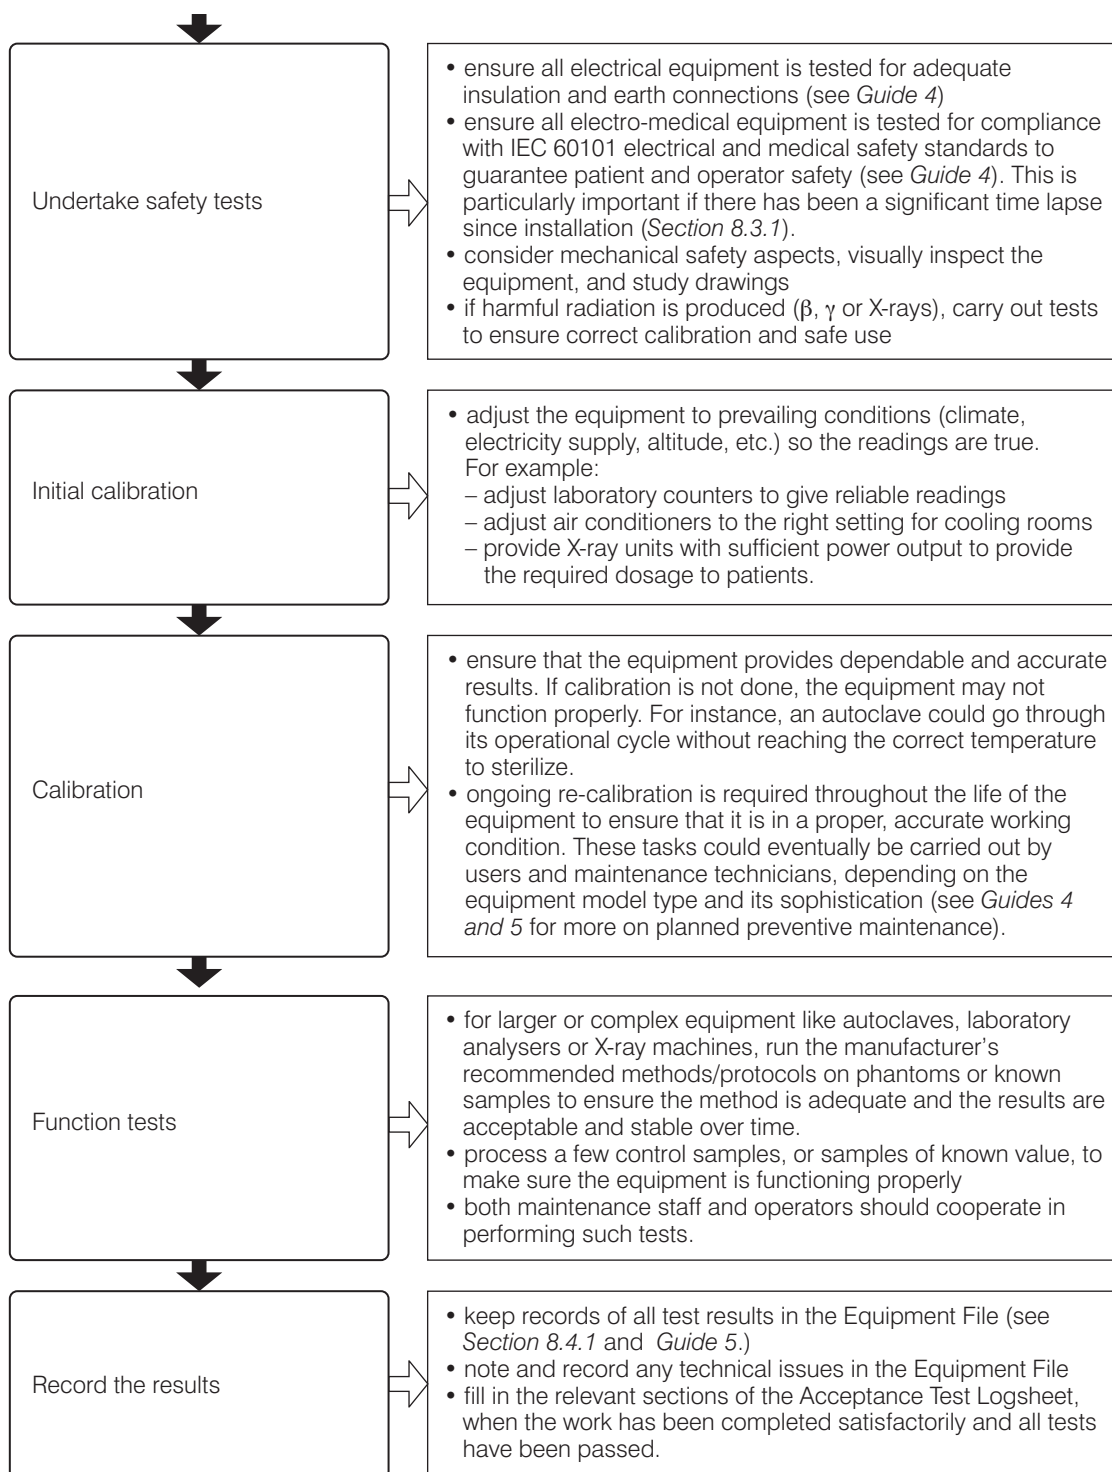 Undertake safety tests
• ensure all electrical equipment is tested for adequate
insulation and earth connections (see Guide 4)
• ensure all electro-medical equipment is tested for compliance
with IEC 60101 electrical and medical safety standards to
guarantee patient and operator safety (see Guide 4). This is
particularly important if there has been a significant time lapse
since installation (Section 8.3.1).
• consider mechanical safety aspects, visually inspect the
equipment, and study drawings
• if harmful radiation is produced (β, γ or X-rays), carry out tests
to ensure correct calibration and safe use
Initial calibration
• adjust the equipment to prevailing conditions (climate,
electricity supply, altitude, etc.) so the readings are true.
For example:
– adjust laboratory counters to give reliable readings
– adjust air conditioners to the right setting for cooling rooms
– provide X-ray units with sufficient power output to provide
the required dosage to patients.
Calibration
• ensure that the equipment provides dependable and accurate
results. If calibration is not done, the equipment may not
function properly. For instance, an autoclave could go through
its operational cycle without reaching the correct temperature
to sterilize.
• ongoing re-calibration is required throughout the life of the
equipment to ensure that it is in a proper, accurate working
condition. These tasks could eventually be carried out by
users and maintenance technicians, depending on the
equipment model type and its sophistication (see Guides 4
and 5 for more on planned preventive maintenance).
Function tests
• for larger or complex equipment like autoclaves, laboratory
analysers or X-ray machines, run the manufacturer’s
recommended methods/protocols on phantoms or known
samples to ensure the method is adequate and the results are
acceptable and stable over time.
• process a few control samples, or samples of known value, to
make sure the equipment is functioning properly
• both maintenance staff and operators should cooperate in
performing such tests.
Record the results
• keep records of all test results in the Equipment File (see
Section 8.4.1 and Guide 5.)
• note and record any technical issues in the Equipment File
• fill in the relevant sections of the Acceptance Test Logsheet,
when the work has been completed satisfactorily and all tests
have been passed.